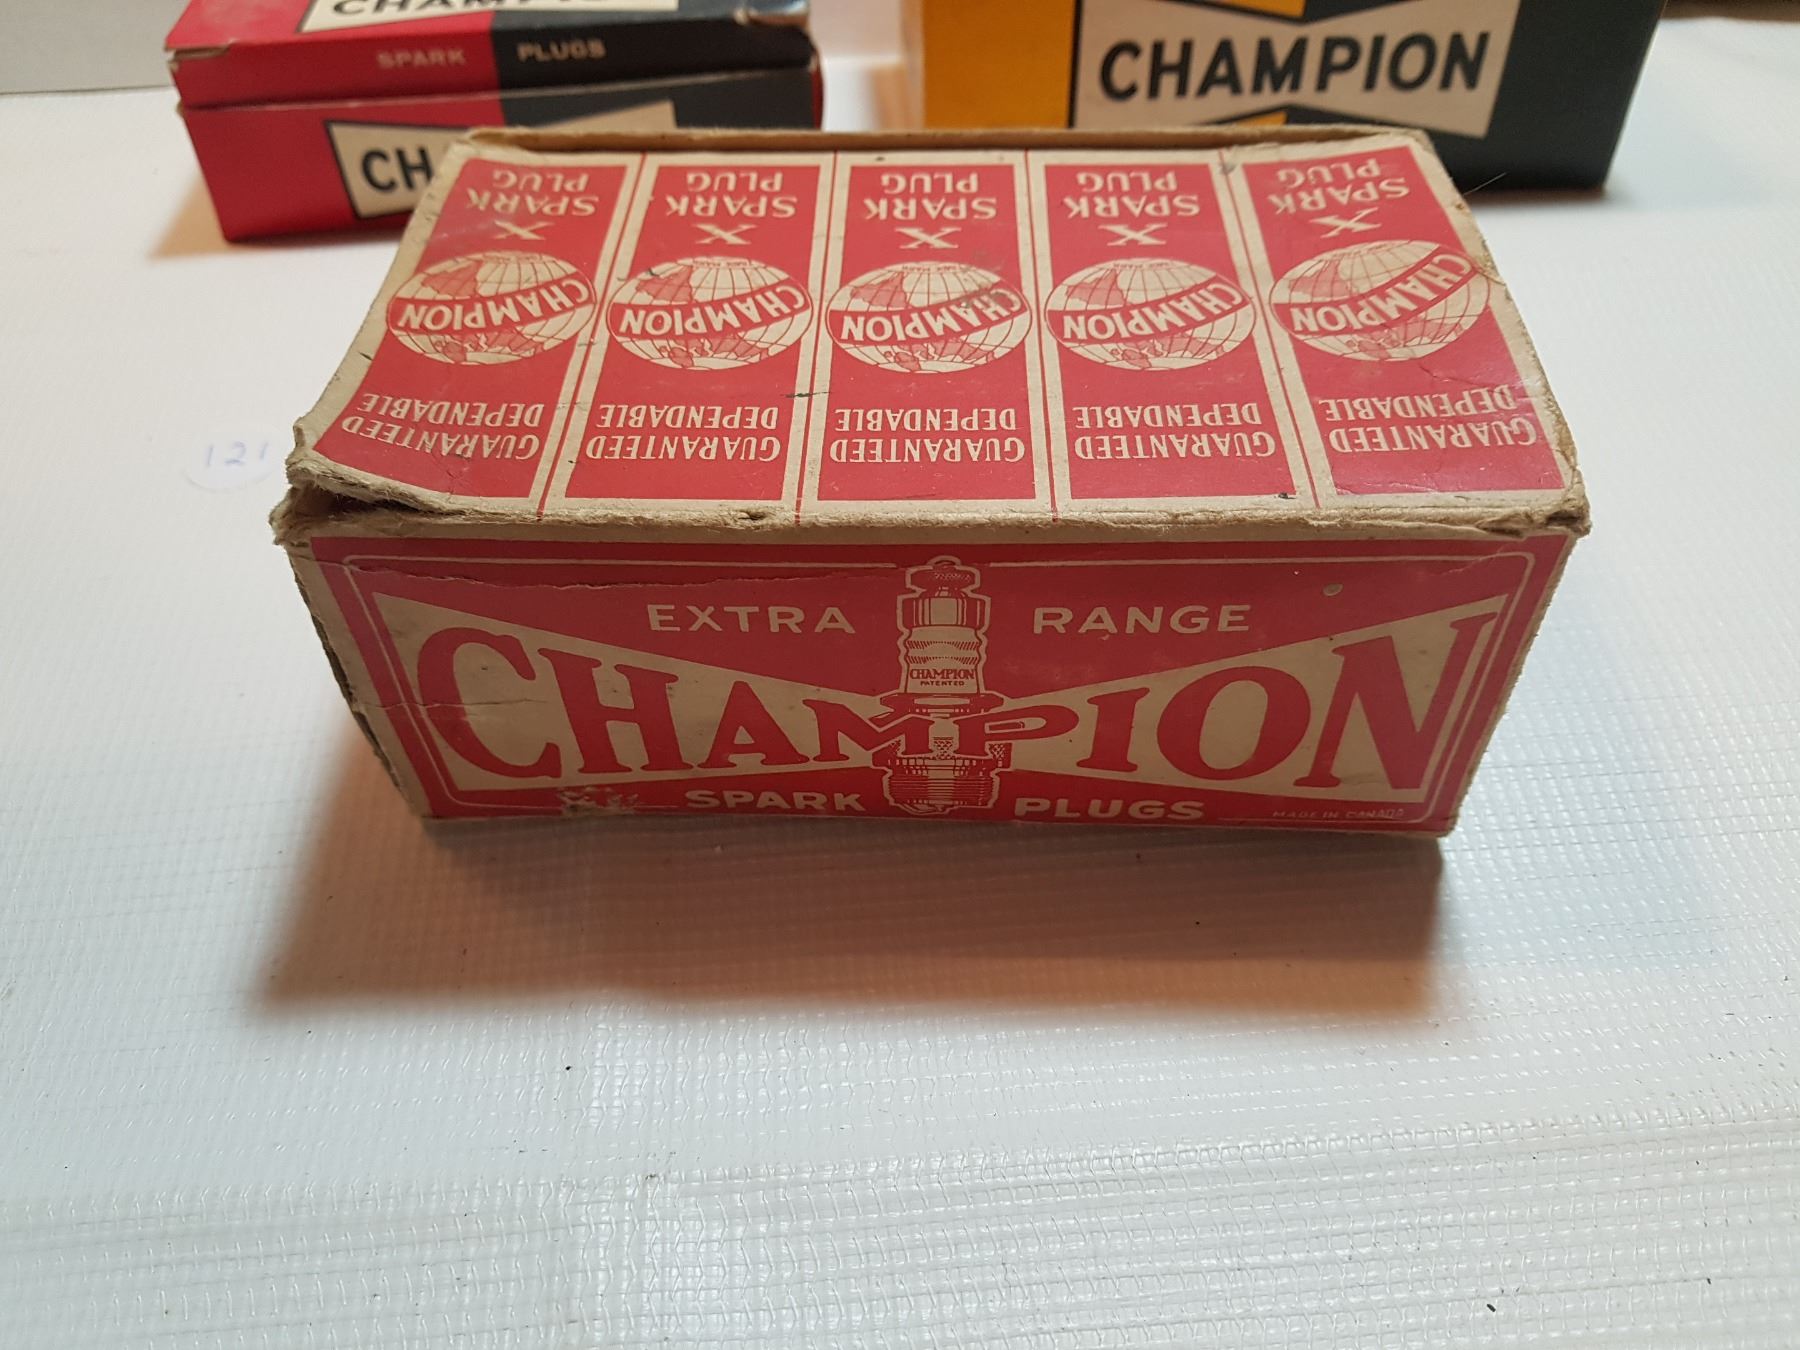 CHAMPION
SPARK PLUGS
CH
CHAMPION
GUARANTEED
DEPENDABLE
CHAMPION
X
SPARK
PLUG
GUARANTEED
DEPENDABLE
CHAMPION
X
SPARK
PLUG
GUARANTEED
DEPENDABLE
CHAMPION
X
SPARK
PLUG
GUARANTEED
DEPENDABLE
CHAMPION
X
SPARK
PLUG
GUARANTEED
DEPENDABLE
CHAMPION
X
SPARK
PLUG
121
EXTRA RANGE
CHAMPION
PATENTED
CHAMPION
SPARK PLUGS
MADE IN CANADA